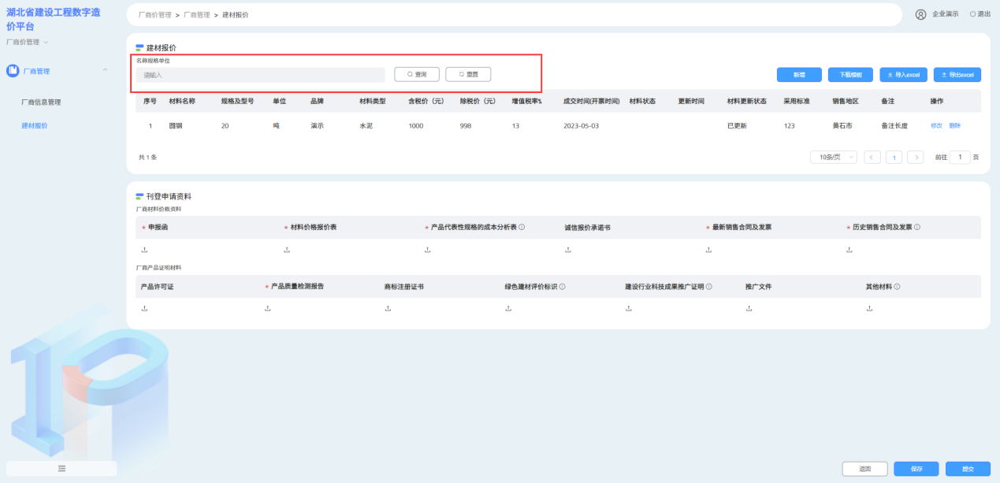 湖北省建设工程数字造
价平台
厂商价管理
厂商管理
厂商信息管理
建材报价
厂商价管理 > 厂商管理 > 建材报价
企业演示 退出
建材报价
名称规格单位
请输入 查询 重置 新增 下载模板 导入excel 导出excel
序号 材料名称 规格及型号 单位 品牌 材料类型 含税价（元） 除税价（元） 增值税率% 成交时间(开票时间) 材料状态 更新时间 材料更新状态 采用标准 销售地区 备注 操作
1 圆钢 20 吨 演示 水泥 1000 998 13 2023-05-03 已更新 123 黄石市 备注长度 修改 删除
共 1 条 10条/页 < 1 > 前往 1 页
刊登申请资料
厂商材料价格资料
* 申报函 * 材料价格报价表 * 产品代表性规格的成本分析表 诚信报价承诺书 * 最新销售合同及发票 * 历史销售合同及发票
厂商产品证明材料
产品许可证 * 产品质量检测报告 商标注册证书 绿色建材评价标识 建设行业科技成果推广证明 推广文件 其他材料
返回 保存 提交